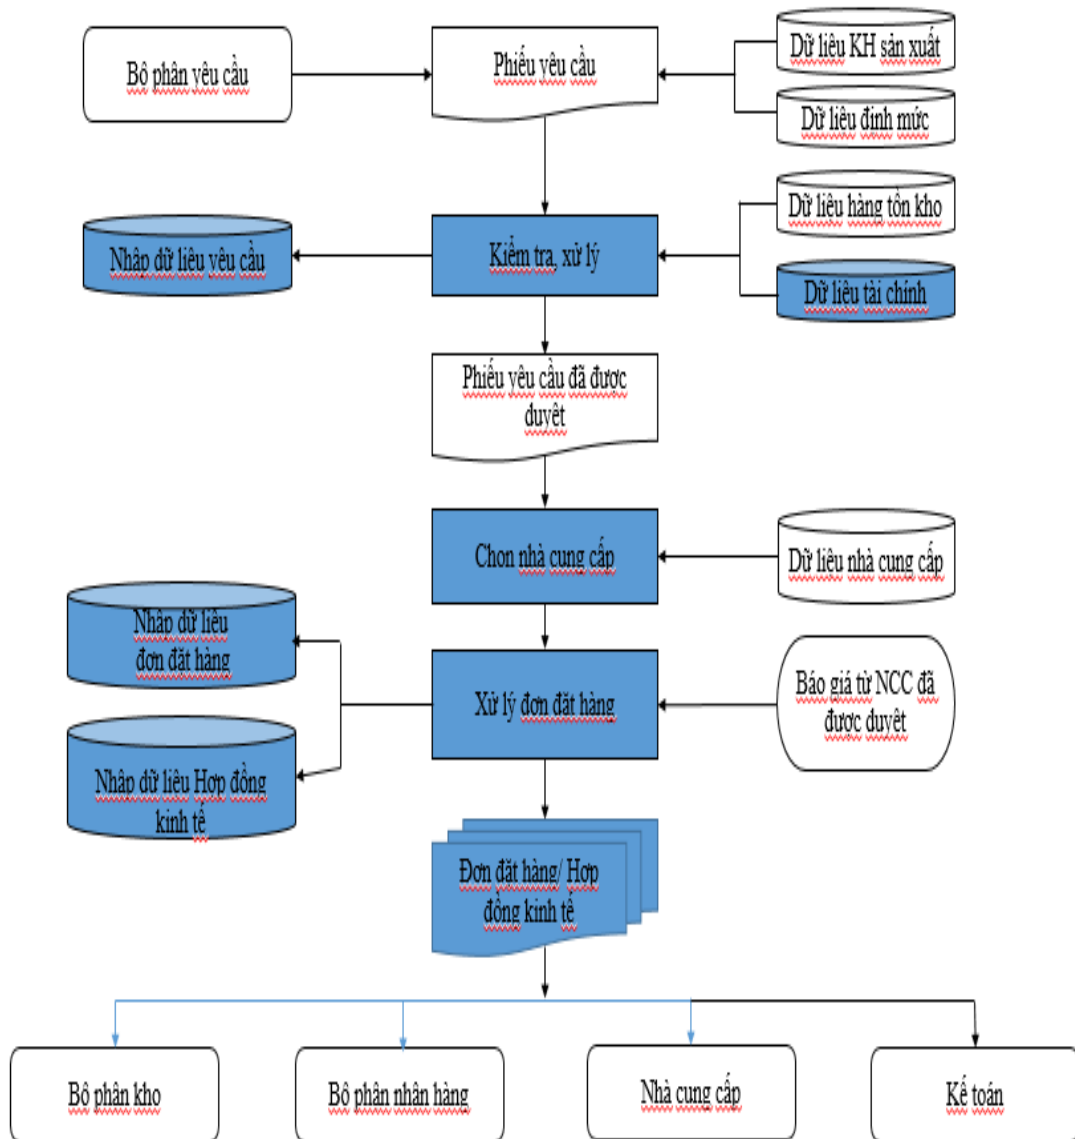 Bộ phận yêu cầu
Phiếu yêu cầu
Dữ liệu KH sản xuất
Dữ liệu định mức
Dữ liệu hàng tồn kho
Nhập dữ liệu yêu cầu
Kiểm tra, xử lý
Dữ liệu tài chính
Phiếu yêu cầu đã được
duyệt
Chọn nhà cung cấp
Dữ liệu nhà cung cấp
Nhập dữ liệu
đơn đặt hàng
Xử lý đơn đặt hàng
Báo giá từ NCC đã
được duyệt
Nhập dữ liệu Hợp đồng
kinh tế
Đơn đặt hàng/ Hợp
đồng kinh tế
Bộ phận kho
Bộ phận nhận hàng
Nhà cung cấp
Kế toán